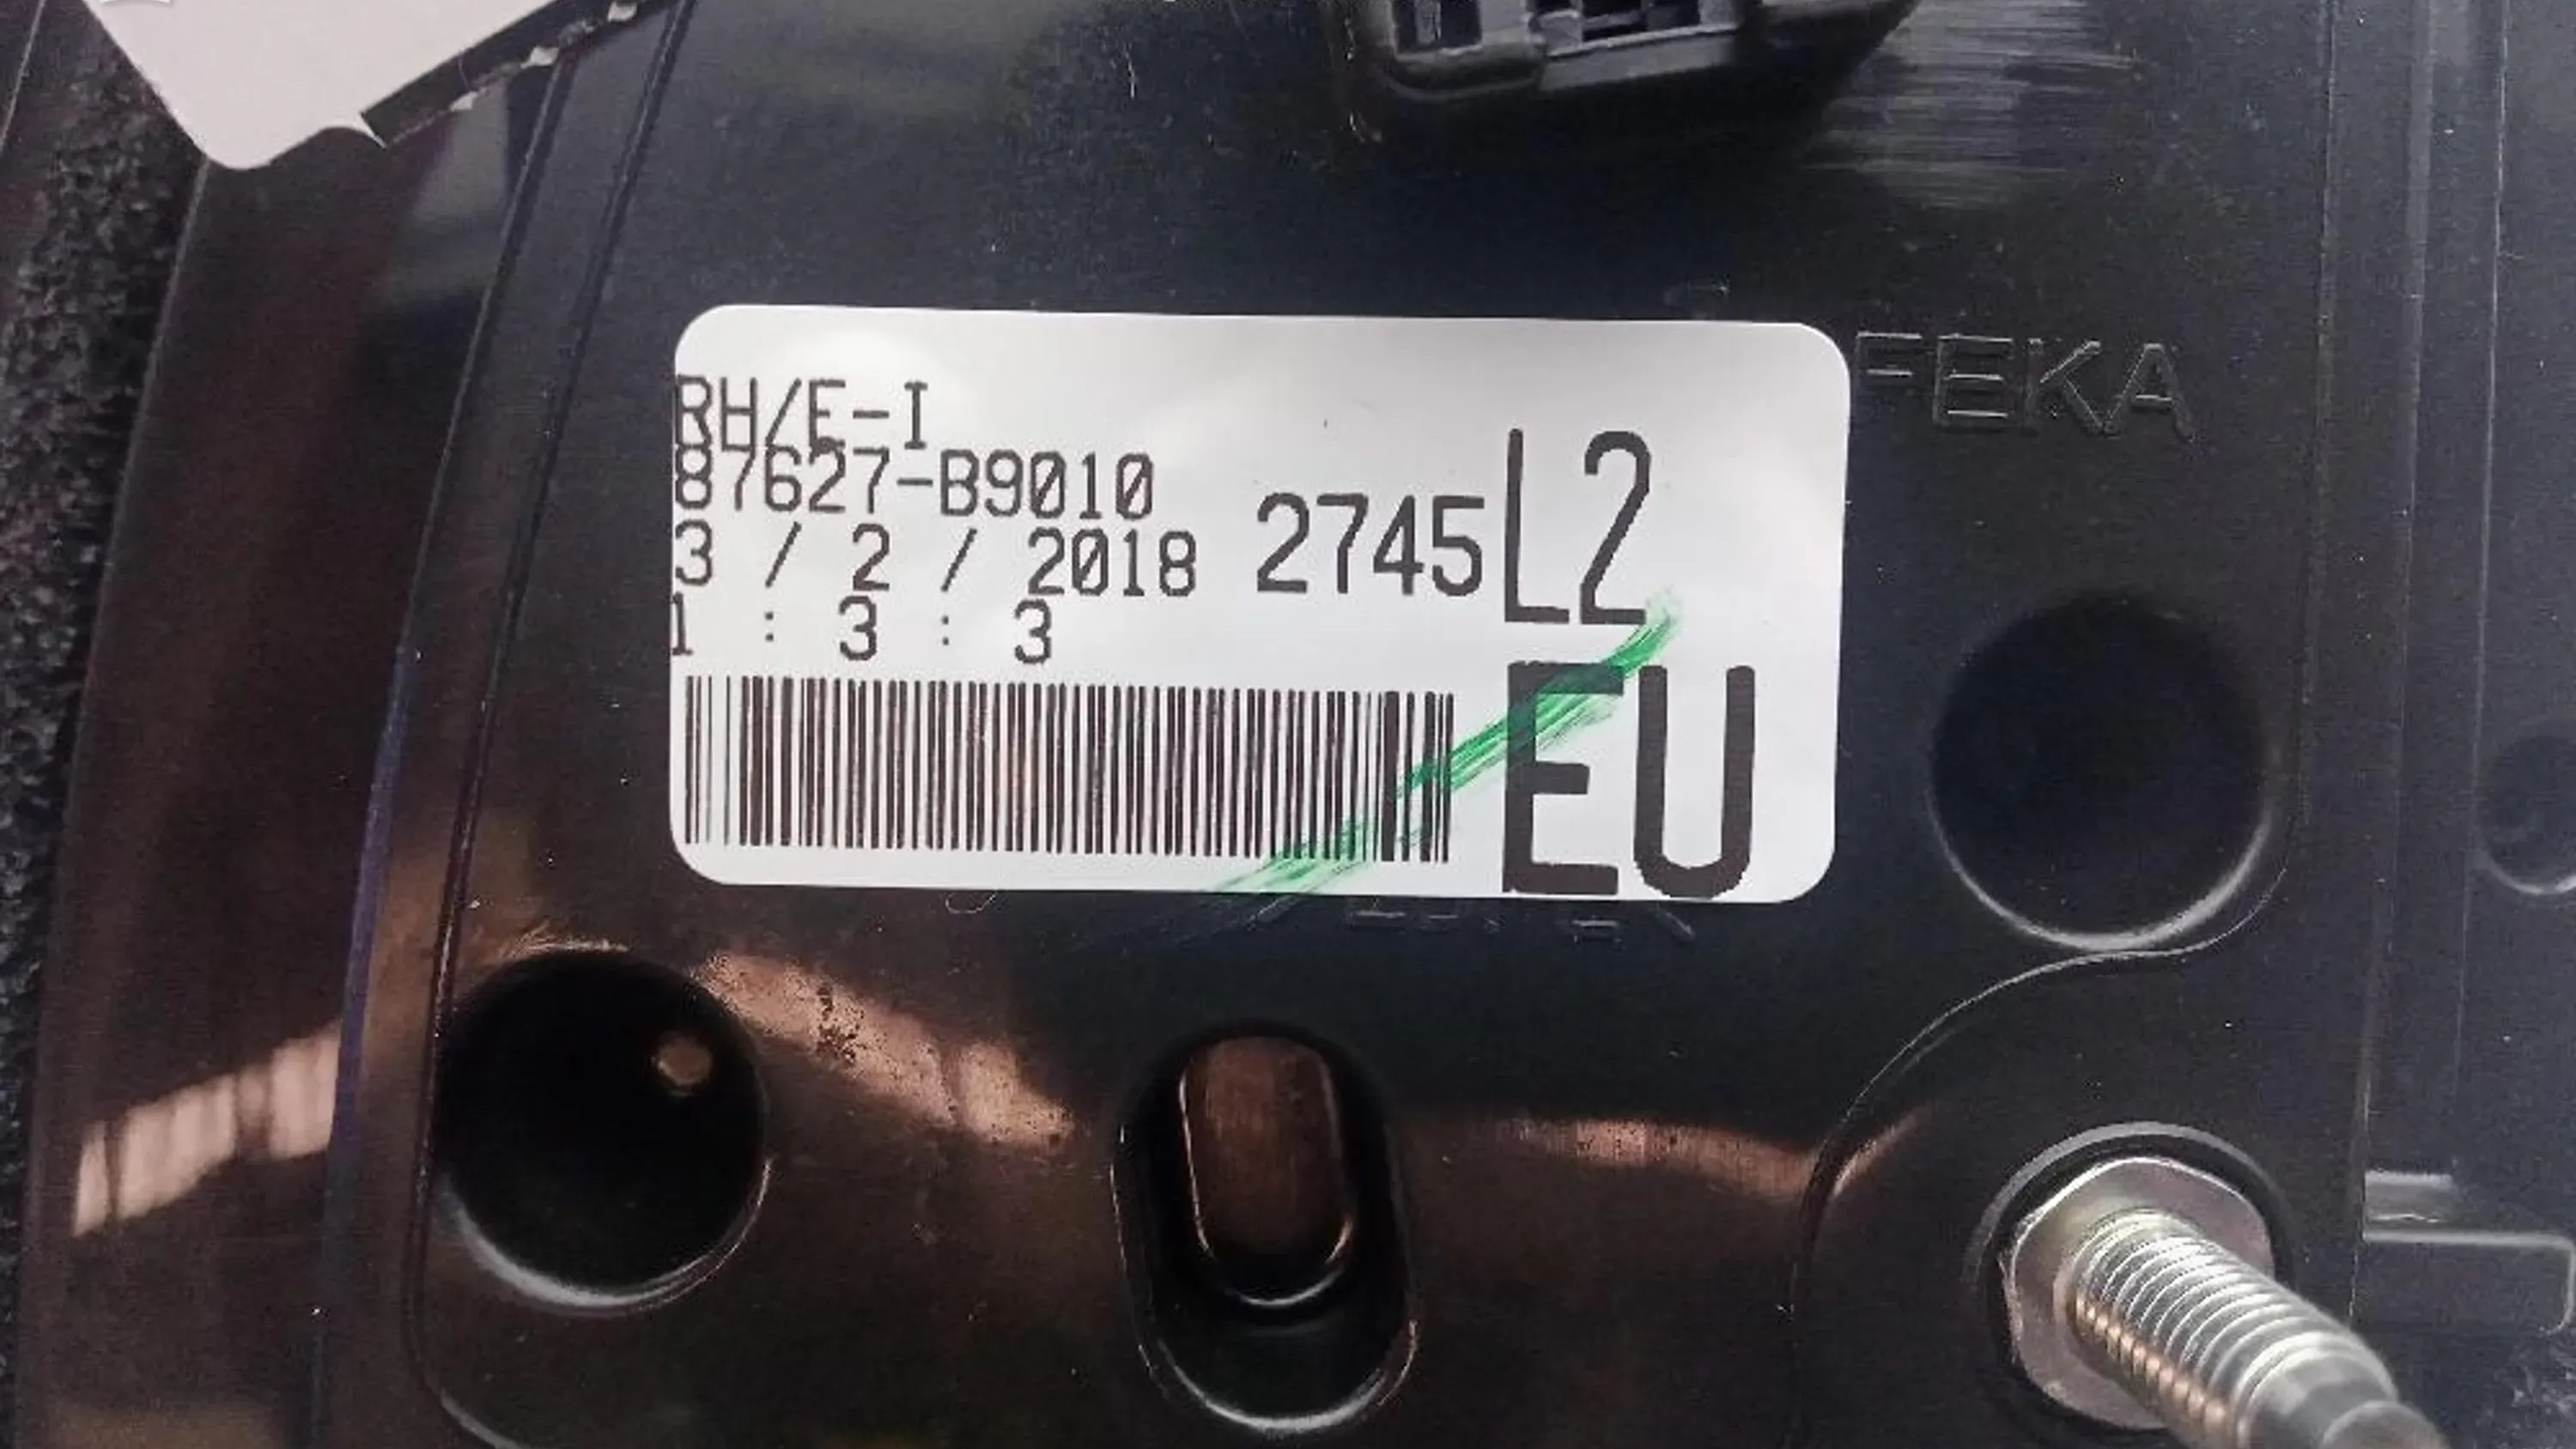 RH/E-I
87627-B9010
3 / 2 / 2018 2745 L2
1 : 3 : 3
EU
FEKA